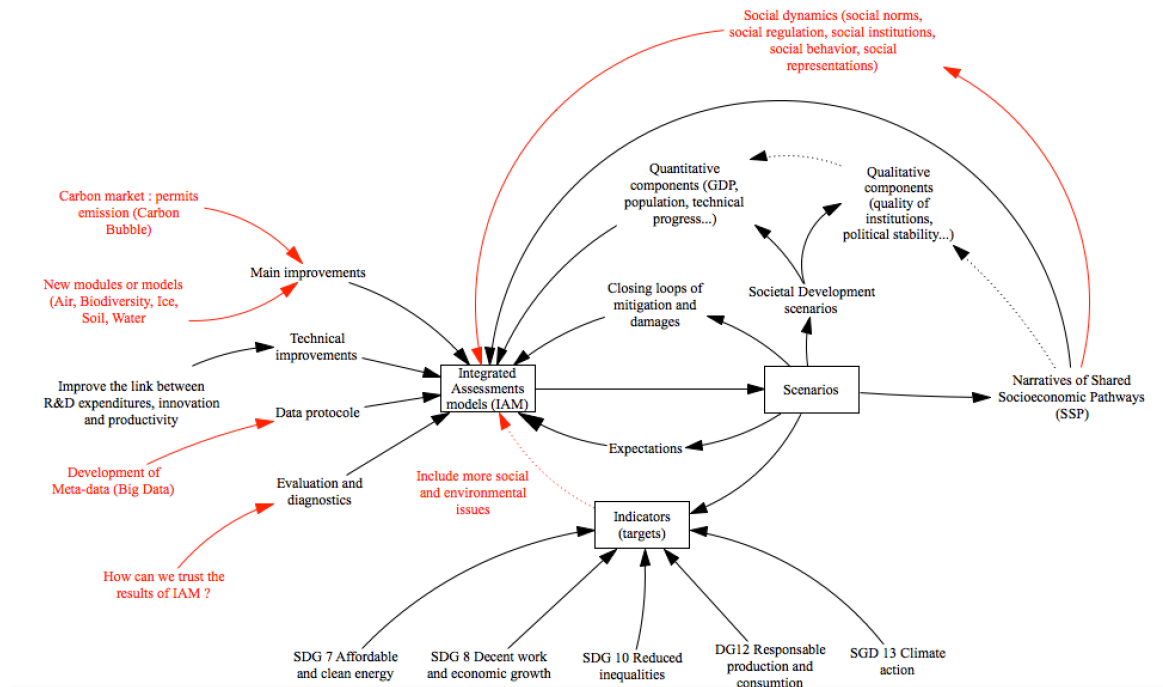 Social dynamics (social norms,
social regulation, social institutions,
social behavior, social
representations)
Quantitative
components (GDP,
population, technical
progress...)
Qualitative
components
(quality of
institutions,
political stability...)
Carbon market : permits
emission (Carbon
Bubble)
Main improvements
New modules or models
(Air, Biodiversity, Ice,
Soil, Water
Closing loops of
mitigation and
damages
Societal Development
scenarios
Technical
improvements
Improve the link between
R&D expenditures, innovation
and productivity
Integrated
Assessments
models (IAM)
Scenarios
Narratives of Shared
Socioeconomic Pathways
(SSP)
Data protocole
Expectations
Development of
Meta-data (Big Data)
Evaluation and
diagnostics
Include more social
and environmental
issues
Indicators
(targets)
How can we trust the
results of IAM ?
SDG 7 Affordable
and clean energy
SDG 8 Decent work
and economic growth
SDG 10 Reduced
inequalities
DG12 Responsable
production and
consumtion
SGD 13 Climate
action